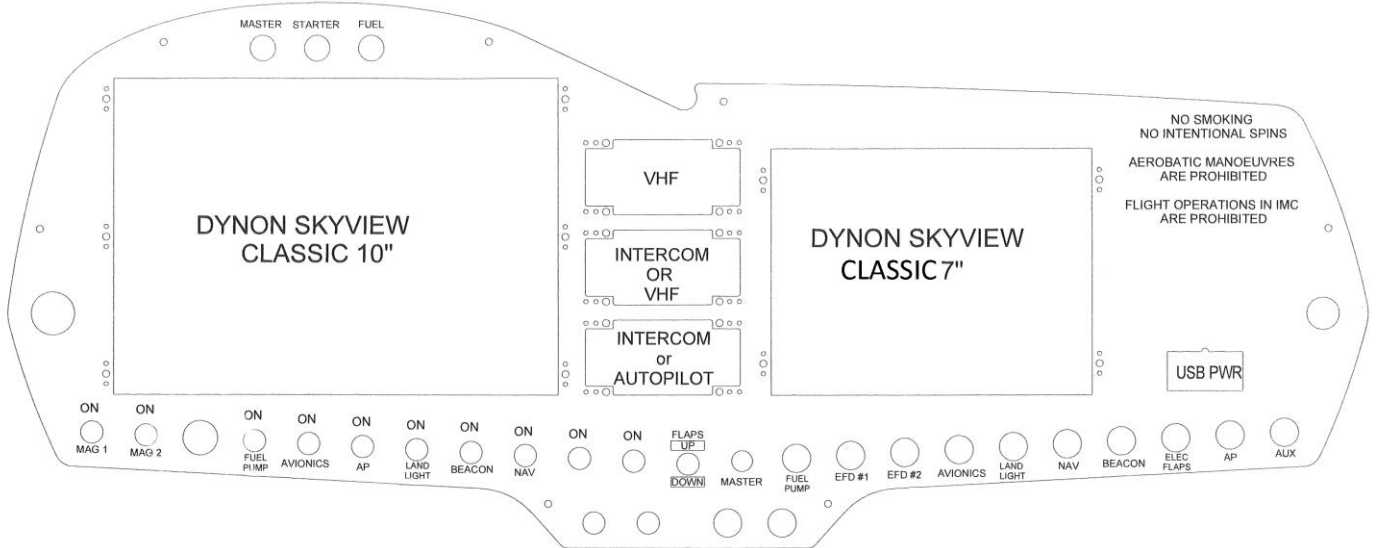 MASTER STARTER FUEL
DYNON SKYVIEW
CLASSIC 10"
VHF
INTERCOM
OR
VHF
INTERCOM
or
AUTOPILOT
DYNON SKYVIEW
CLASSIC 7"
NO SMOKING
NO INTENTIONAL SPINS
AEROBATIC MANOEUVRES
ARE PROHIBITED
FLIGHT OPERATIONS IN IMC
ARE PROHIBITED
USB PWR
ON
MAG 1
ON
MAG 2
ON
FUEL
PUMP
ON
AVIONICS
ON
AP
ON
LAND
LIGHT
ON
BEACON
ON
NAV
ON
ON
FLAPS
UP
DOWN
MASTER
FUEL
PUMP
EFD #1
EFD #2
AVIONICS
LAND
LIGHT
NAV
BEACON
ELEC
FLAPS
AP
AUX